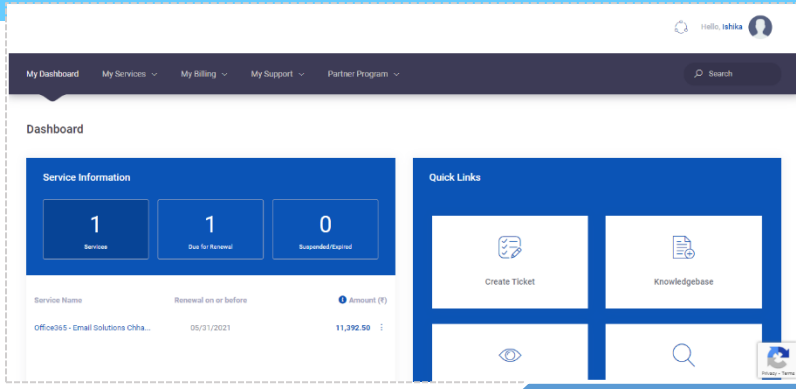 Hello, Ishika
My Dashboard My Services My Billing My Support Partner Program Search
Dashboard
Service Information
1 1 0
Services Due for Renewal Suspended/Expired
Service Name Renewal on or before Amount (₹)
Office365 - Email Solutions Chha... 05/31/2021 11,392.50
Quick Links
Create Ticket Knowledgebase
Privacy - Terms